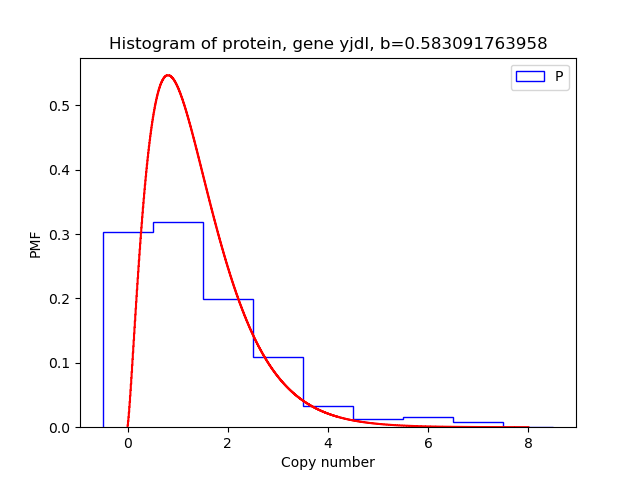 Histogram of protein, gene yjdI, b=0.583091763958
P
PMF
0.5
0.4
0.3
0.2
0.1
0.0
0 2 4 6 8
Copy number